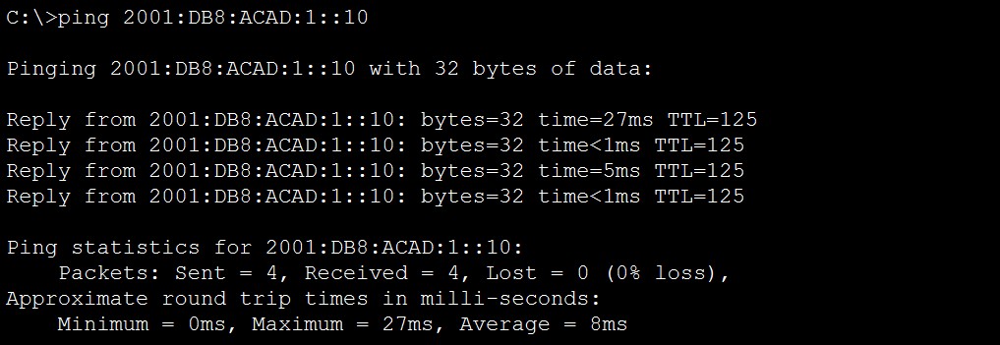 C:\>ping 2001:DB8:ACAD:1::10
Pinging 2001:DB8:ACAD:1::10 with 32 bytes of data:
Reply from 2001:DB8:ACAD:1::10: bytes=32 time=27ms TTL=125
Reply from 2001:DB8:ACAD:1::10: bytes=32 time<1ms TTL=125
Reply from 2001:DB8:ACAD:1::10: bytes=32 time=5ms TTL=125
Reply from 2001:DB8:ACAD:1::10: bytes=32 time<1ms TTL=125
Ping statistics for 2001:DB8:ACAD:1::10:
    Packets: Sent = 4, Received = 4, Lost = 0 (0% loss),
Approximate round trip times in milli-seconds:
    Minimum = 0ms, Maximum = 27ms, Average = 8ms